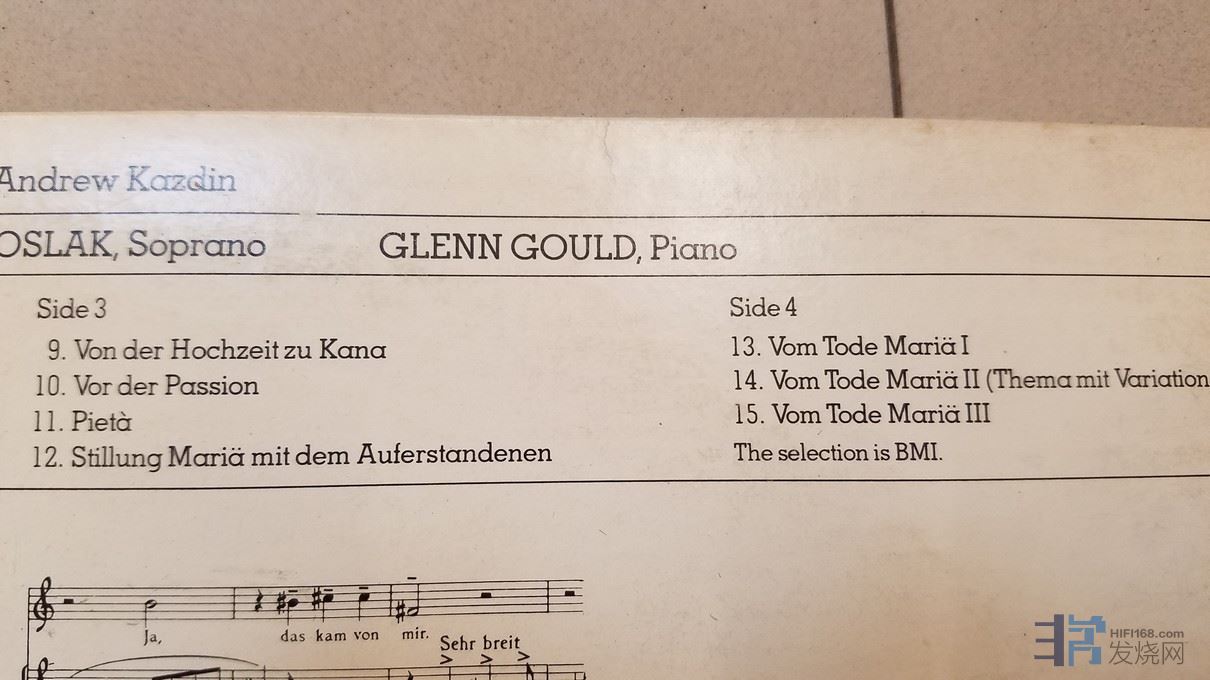 Andrew Kazdin
OSLAK, Soprano GLENN GOULD, Piano
Side 3
9. Von der Hochzeit zu Kana
10. Vor der Passion
11. Pietà
12. Stillung Mariä mit dem Auferstandenen
Side 4
13. Vom Tode Mariä I
14. Vom Tode Mariä II (Thema mit Variation
15. Vom Tode Mariä III
The selection is BMI.
Ja, das kam von mir.
Sehr breit
HIFI168.com
发烧网